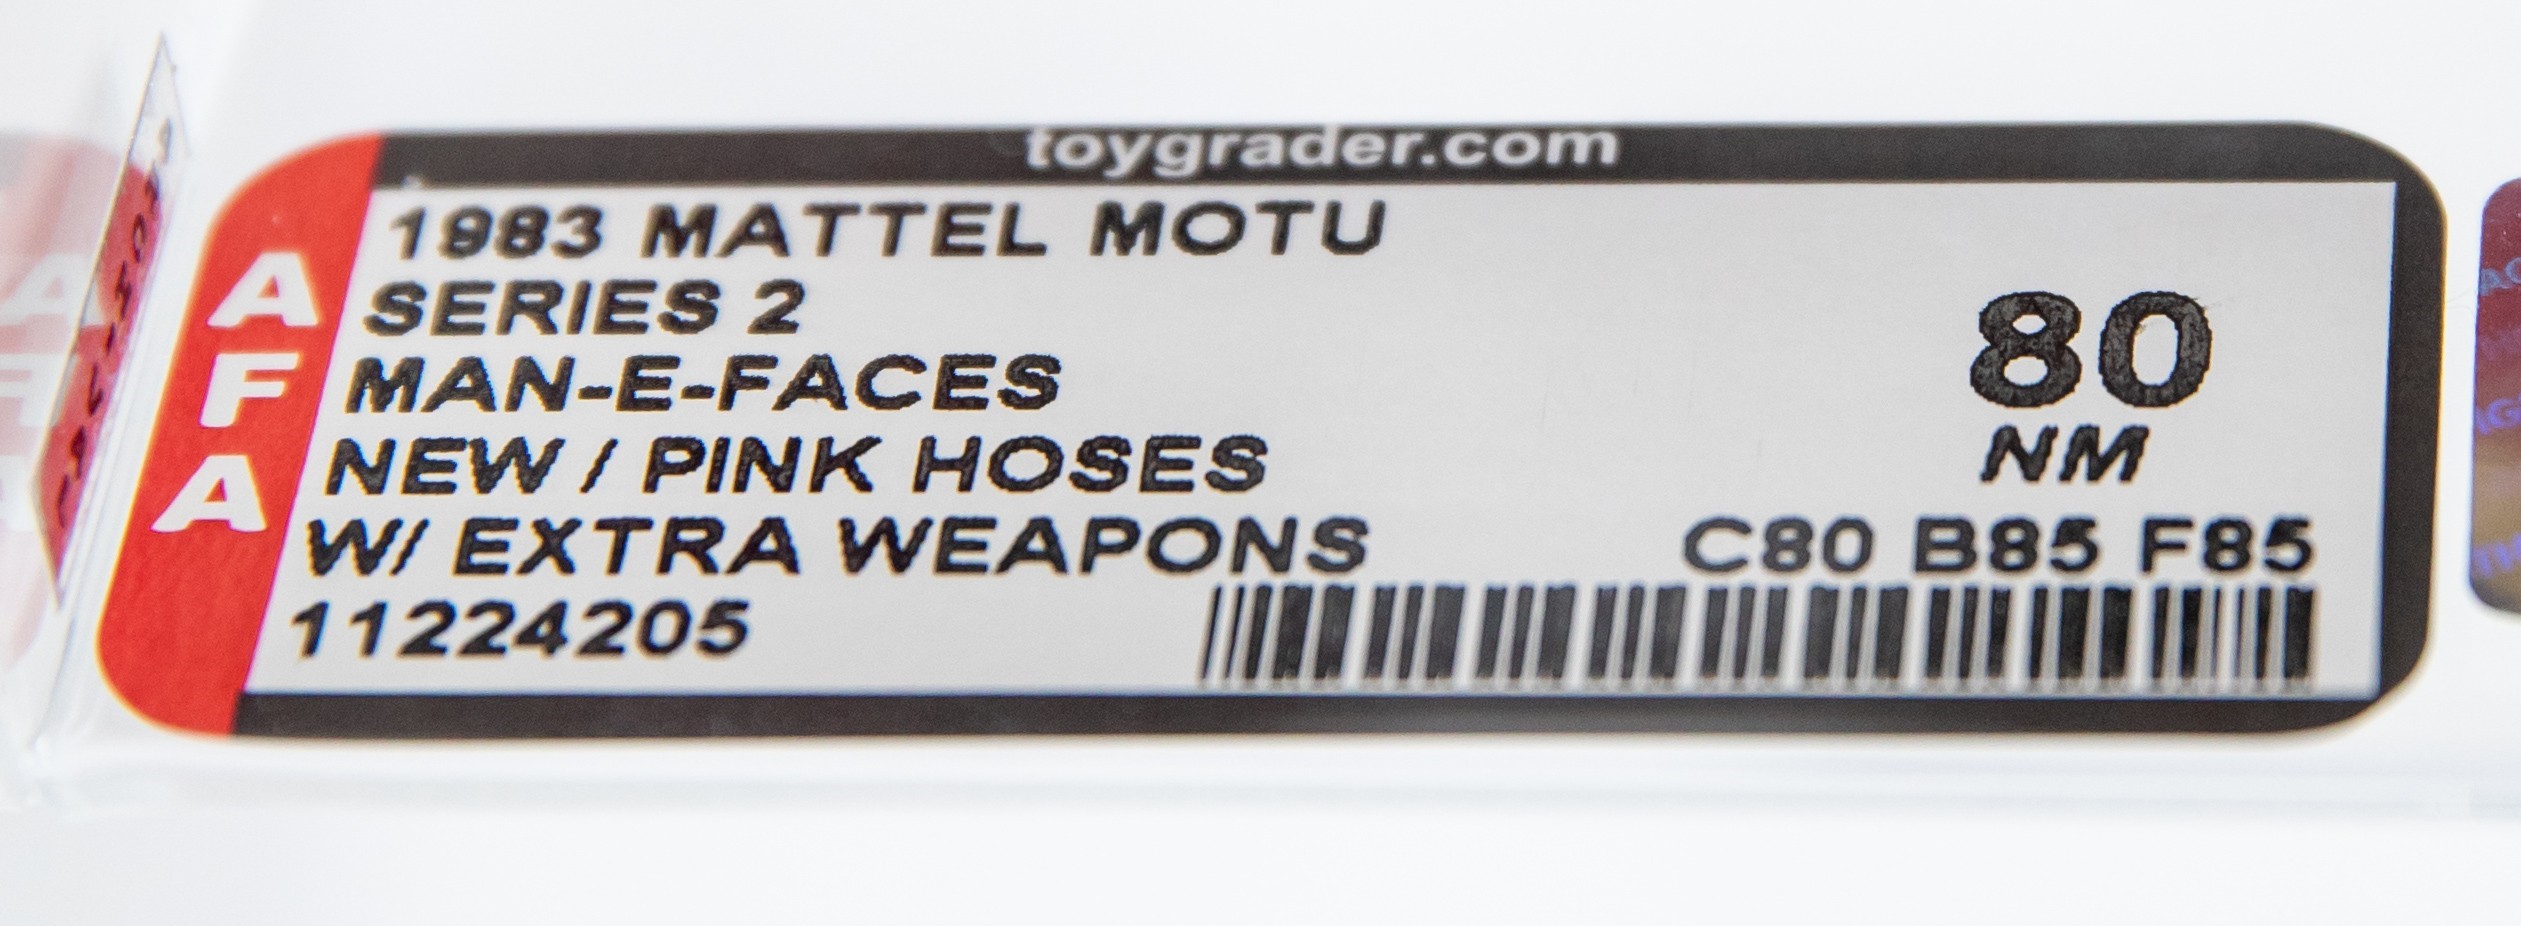 toygrader.com
AFA
1983 MATTEL MOTU
SERIES 2
MAN-E-FACES
NEW / PINK HOSES
W/ EXTRA WEAPONS
11224205
80
NM
C80 B85 F85